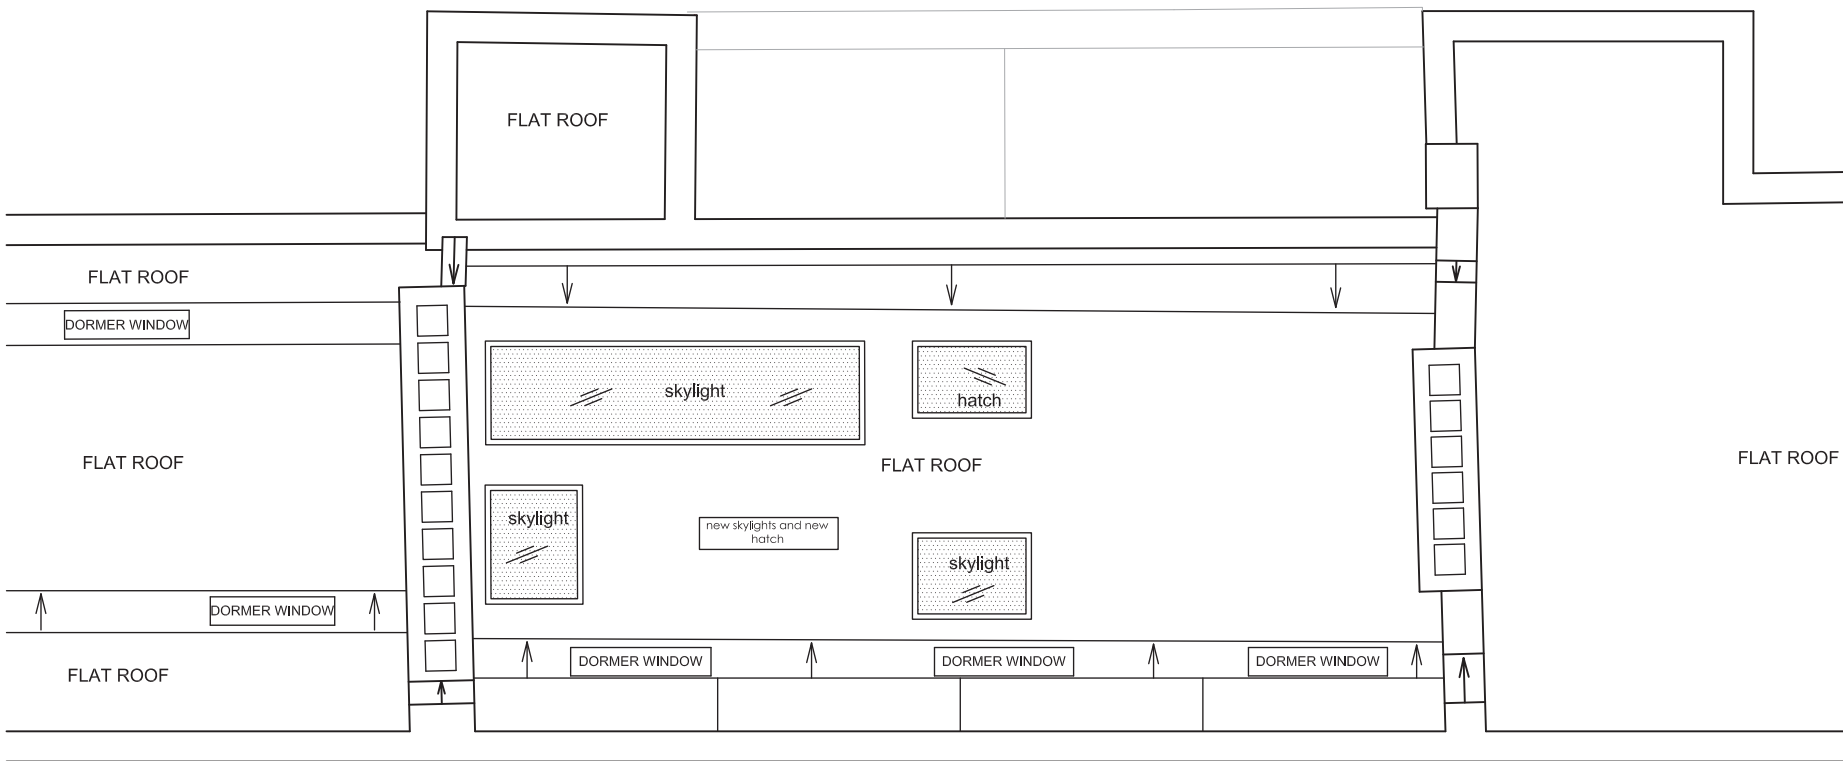 FLAT ROOF
FLAT ROOF
DORMER WINDOW
skylight
hatch
FLAT ROOF
FLAT ROOF
FLAT ROOF
skylight
new skylights and new
hatch
skylight
DORMER WINDOW
FLAT ROOF
DORMER WINDOW
DORMER WINDOW
DORMER WINDOW